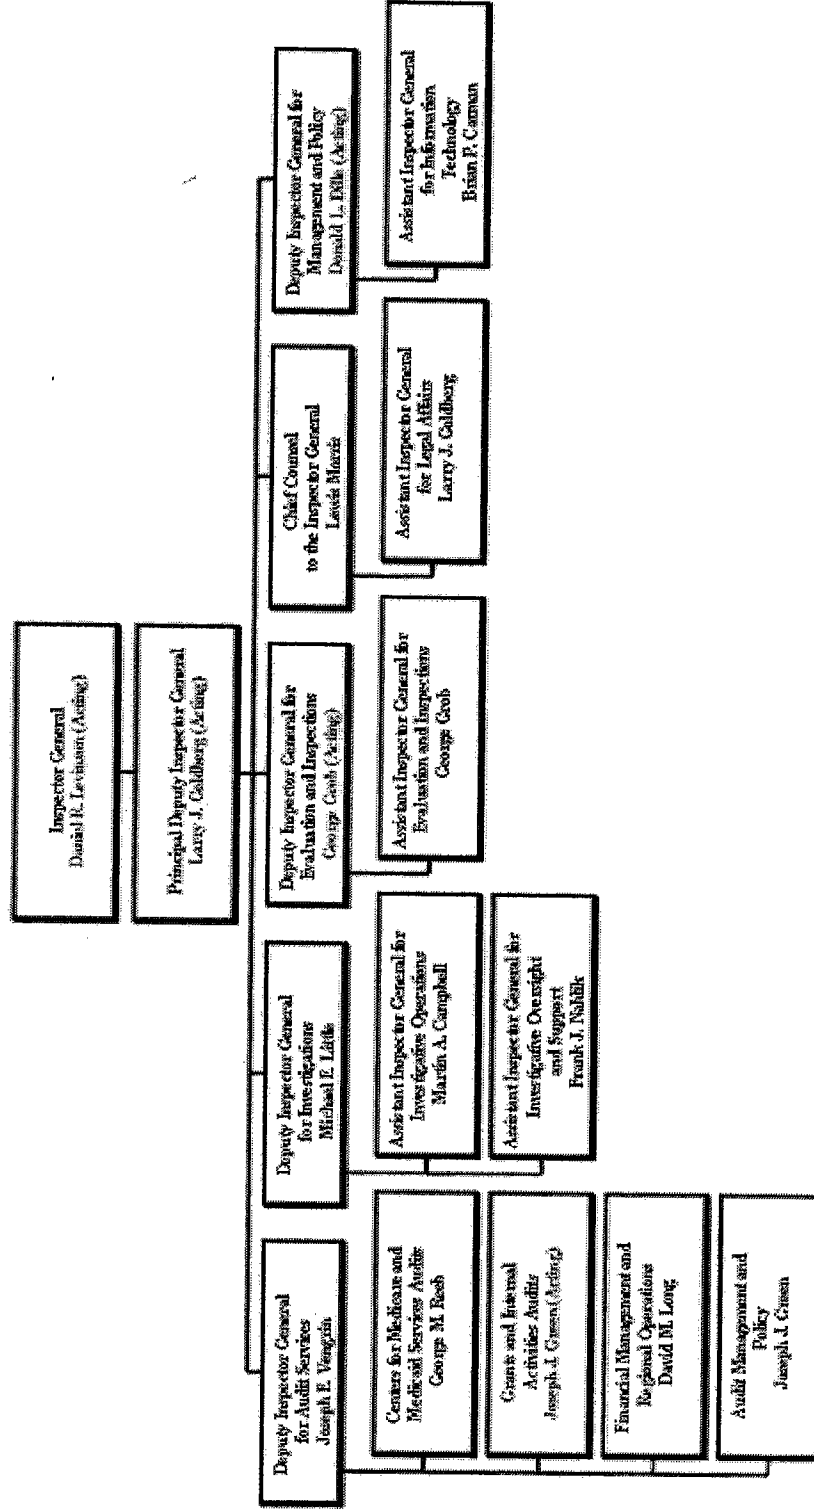 Inspector General
Daniel R. Levinson (Acting)
Principal Deputy Inspector General
Larry J. Goldberg (Acting)
Deputy Inspector General
for Audit Services
Joseph E. Vengrin
Centers for Medicare and
Medicaid Services Audits
George M. Reeb
Grants and Internal
Activities Audits
Joseph J. Green (Acting)
Financial Management and
Regional Operations
David M. Long
Audit Management and
Policy
Joseph J. Green
Deputy Inspector General
for Investigations
Michael E. Little
Assistant Inspector General for
Investigative Operations
Martin A. Campbell
Assistant Inspector General for
Investigative Oversight
and Support
Frank J. Nahlik
Deputy Inspector General for
Evaluation and Inspections
George Grob (Acting)
Assistant Inspector General for
Evaluation and Inspections
George Grob
Chief Counsel
to the Inspector General
Lewis Morris
Assistant Inspector General
for Legal Affairs
Larry J. Goldberg
Deputy Inspector General for
Management and Policy
Donald L. Dille (Acting)
Assistant Inspector General
for Information
Technology
Brian P. Carman